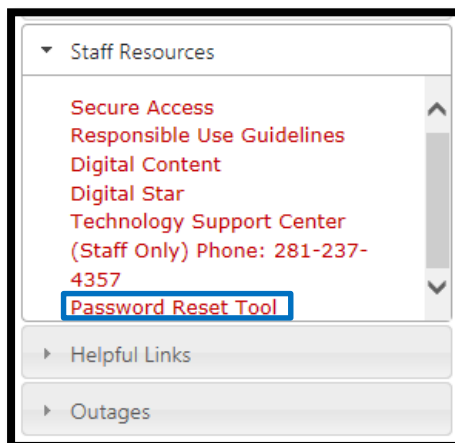 Staff Resources
Secure Access
Responsible Use Guidelines
Digital Content
Digital Star
Technology Support Center
(Staff Only) Phone: 281-237-
4357
Password Reset Tool
Helpful Links
Outages